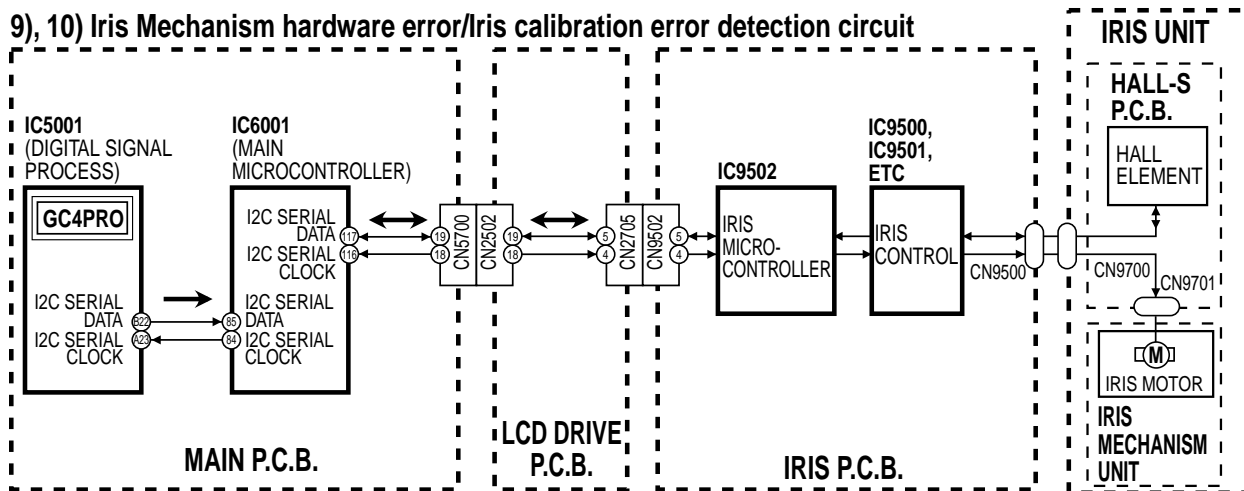 9), 10) Iris Mechanism hardware error/Iris calibration error detection circuit
IC5001
(DIGITAL SIGNAL
PROCESS)
GC4PRO
I2C SERIAL
DATA
B22
I2C SERIAL
A23
CLOCK
IC6001
(MAIN
MICROCONTROLLER)
I2C SERIAL
DATA
117
I2C SERIAL
116
CLOCK
I2C SERIAL
85
DATA
84
I2C SERIAL
CLOCK
MAIN P.C.B.
19
18
CN5700
CN2502
19
18
LCD DRIVE
P.C.B.
5
4
CN2705
CN9502
5
4
IC9502
IRIS
MICRO-
CONTROLLER
IC9500,
IC9501,
ETC
IRIS
CONTROL
CN9500
IRIS P.C.B.
IRIS UNIT
HALL-S
P.C.B.
HALL
ELEMENT
CN9700
CN9701
M
IRIS MOTOR
IRIS
MECHANISM
UNIT